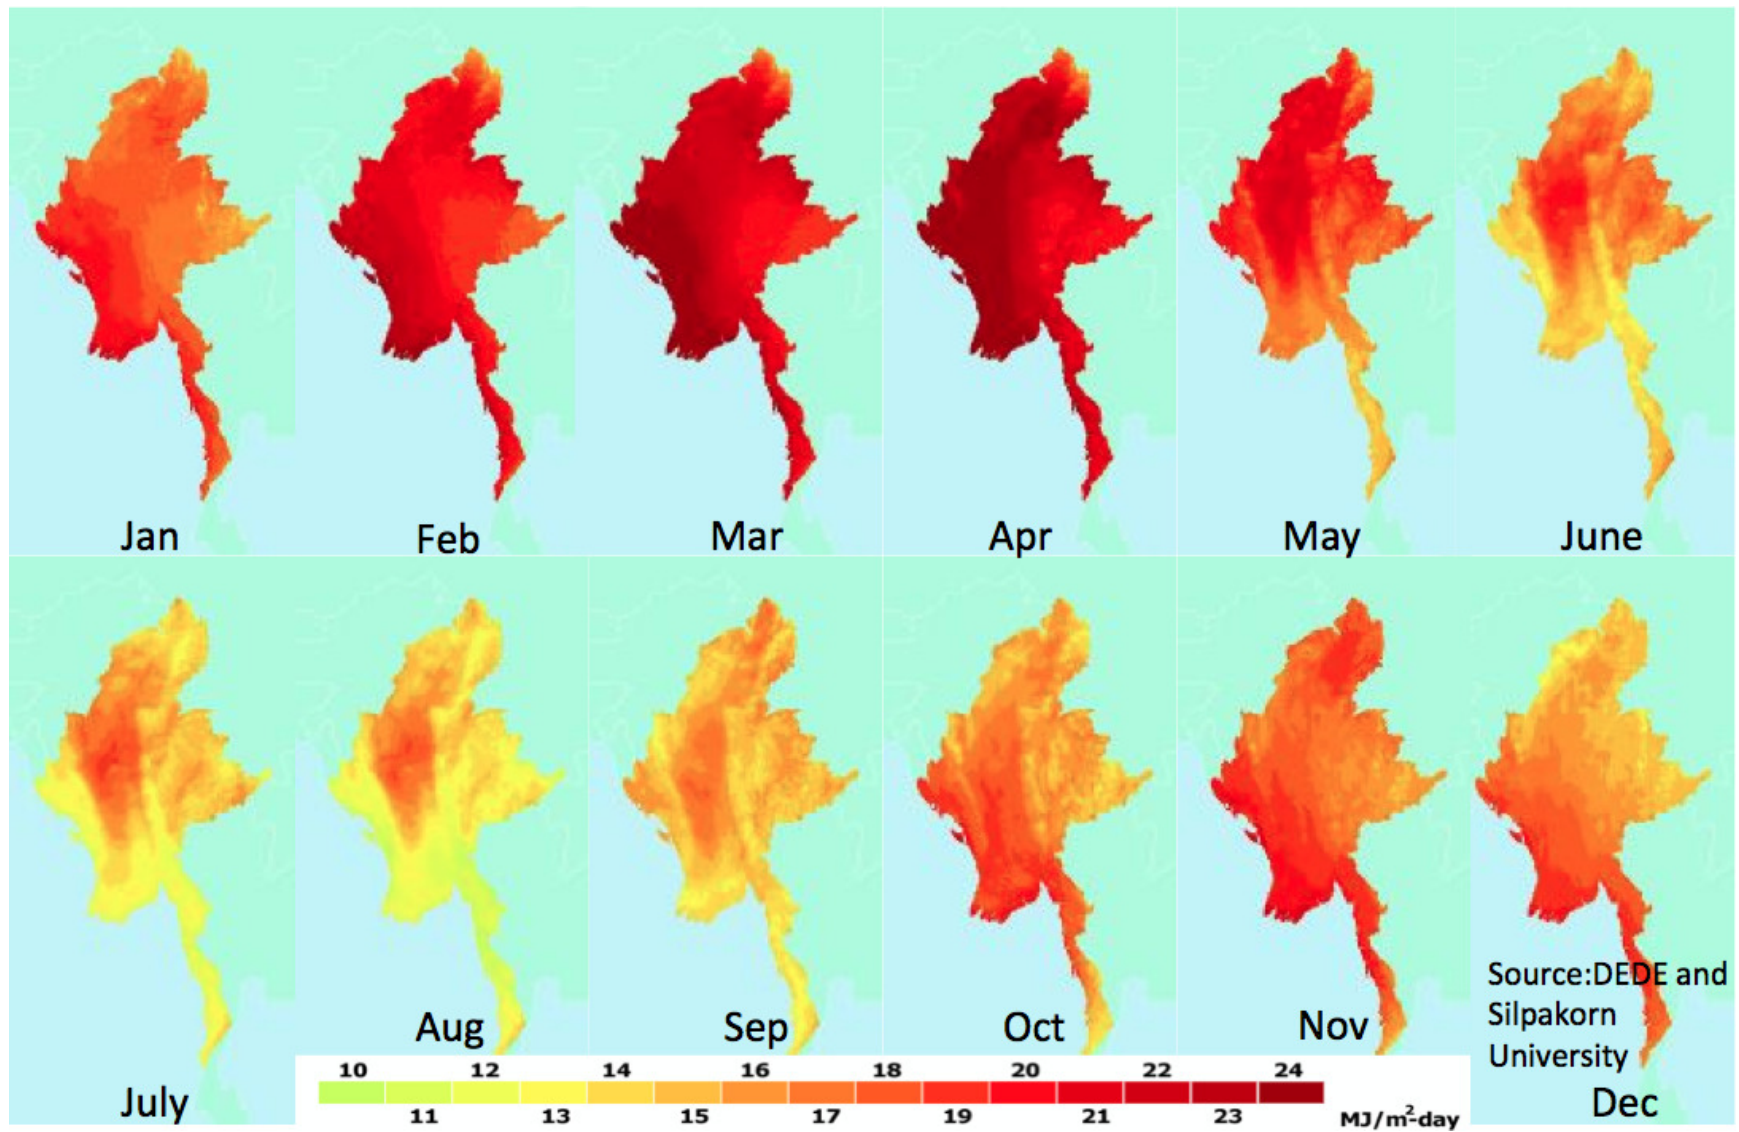 Jan
Feb
Mar
Apr
May
June
July
Aug
Sep
Oct
Nov
Source:DEDE and
Silpakorn
University
Dec
10 12 14 16 18 20 22 24
11 13 15 17 19 21 23
MJ/m²-day